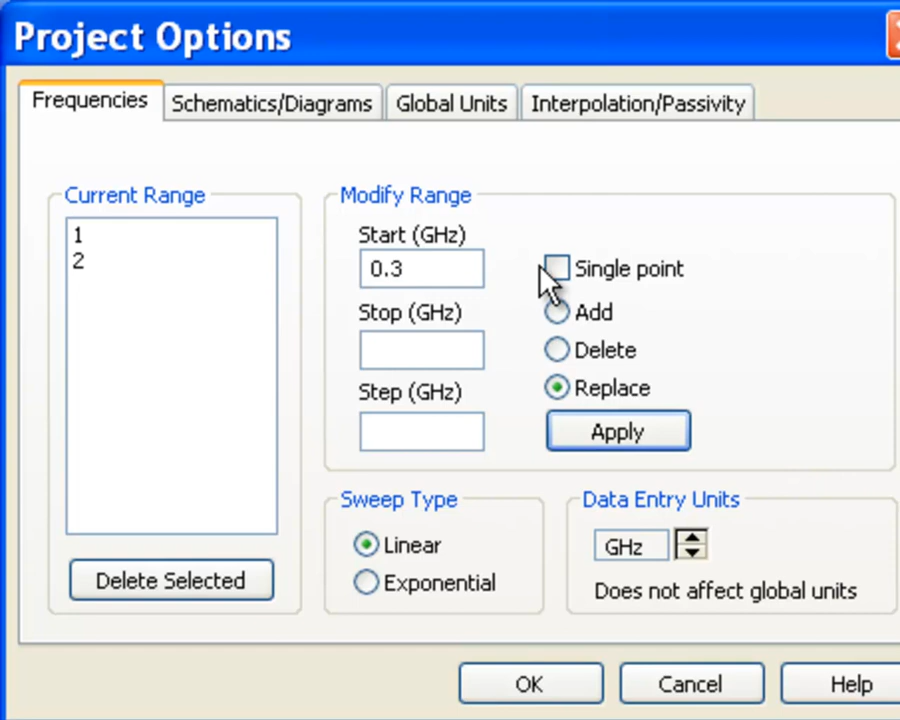 Project Options
Frequencies
Schematics/Diagrams
Global Units
Interpolation/Passivity
Current Range
1
2
Delete Selected
Modify Range
Start (GHz)
0.3
Stop (GHz)
Step (GHz)
Single point
Add
Delete
Replace
Apply
Sweep Type
Linear
Exponential
Data Entry Units
GHz
Does not affect global units
OK
Cancel
Help